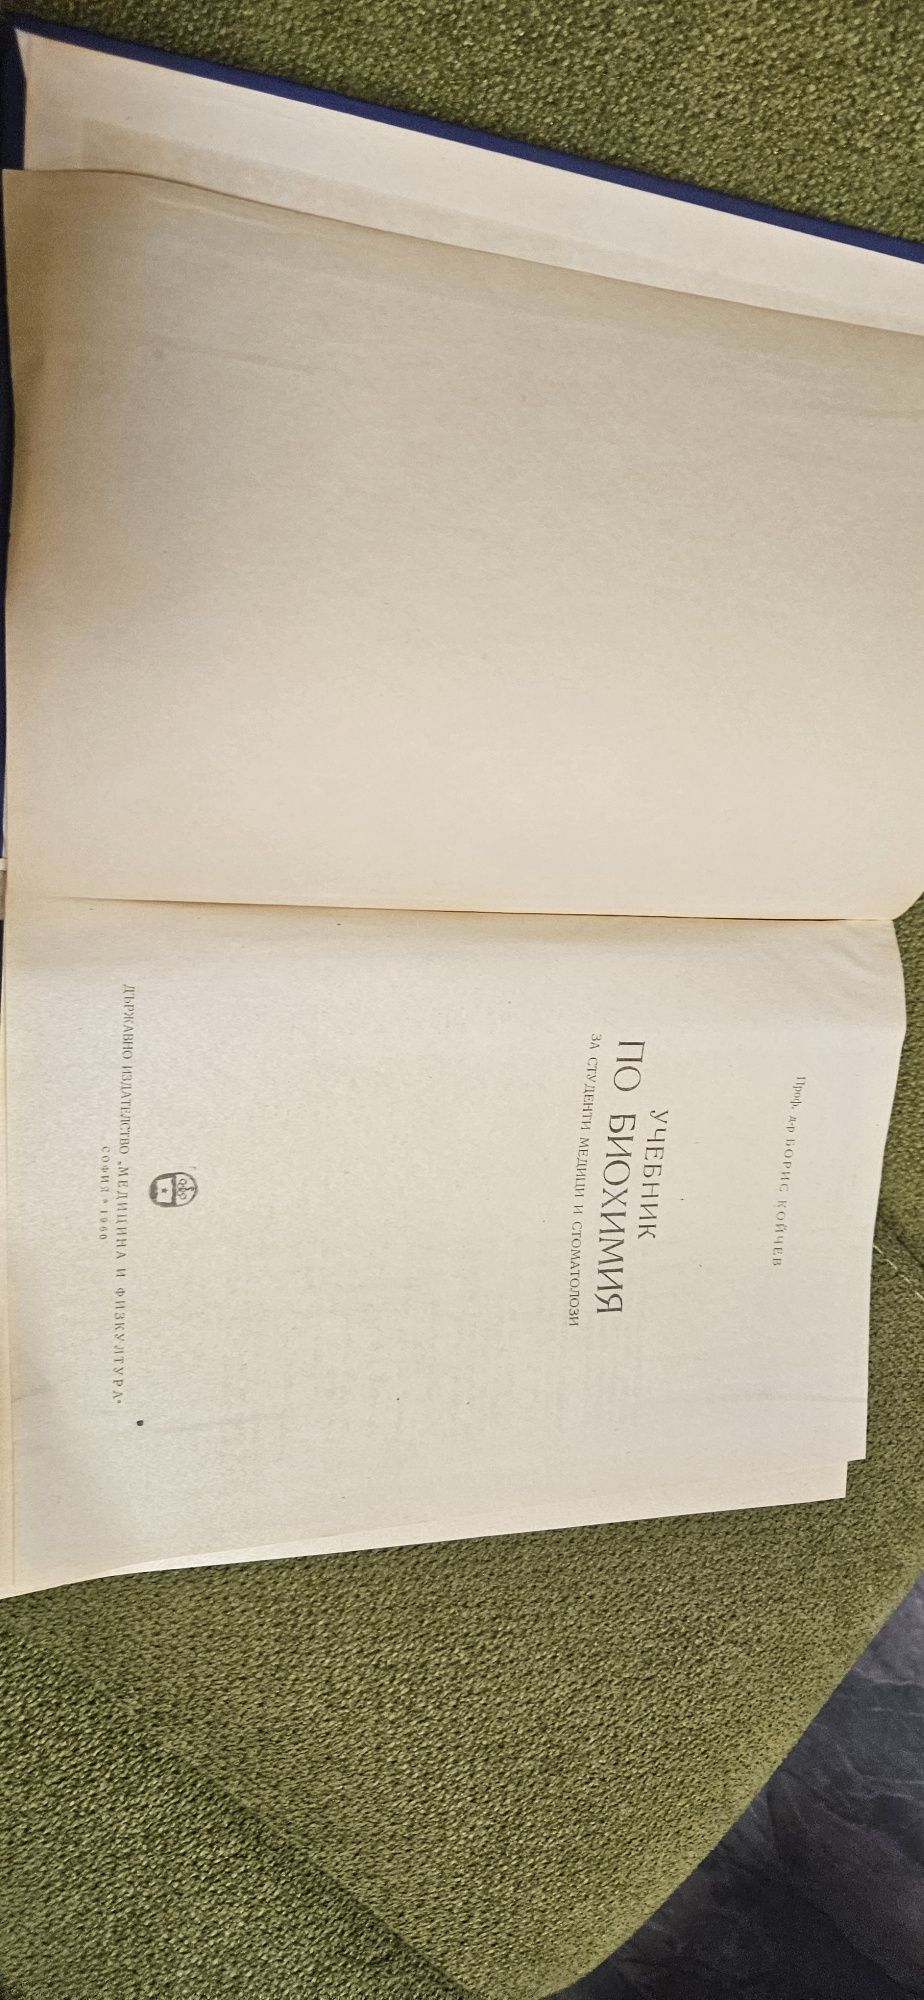 Проф. д-р БОРИС КОЙЧЕВ
УЧЕБНИК
ПО БИОХИМИЯ
ЗА СТУДЕНТИ МЕДИЦИ И СТОМАТОЛОЗИ
ДЪРЖАВНО ИЗДАТЕЛСТВО „МЕДИЦИНА И ФИЗКУЛТУРА“
СОФИЯ * 1960